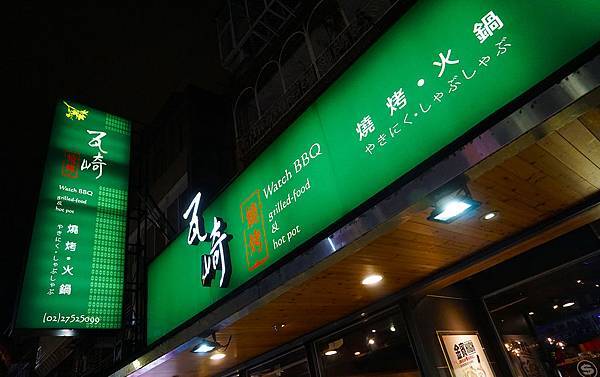 瓦崎
燒烤
Watch BBQ
grilled-food
&
hot pot
燒烤・火鍋
やきにく・しゃぶしゃぶ
(02)27525099
瓦崎
燒烤
Watch BBQ
grilled-food
&
hot pot
燒烤・火鍋
やきにく・しゃぶしゃぶ